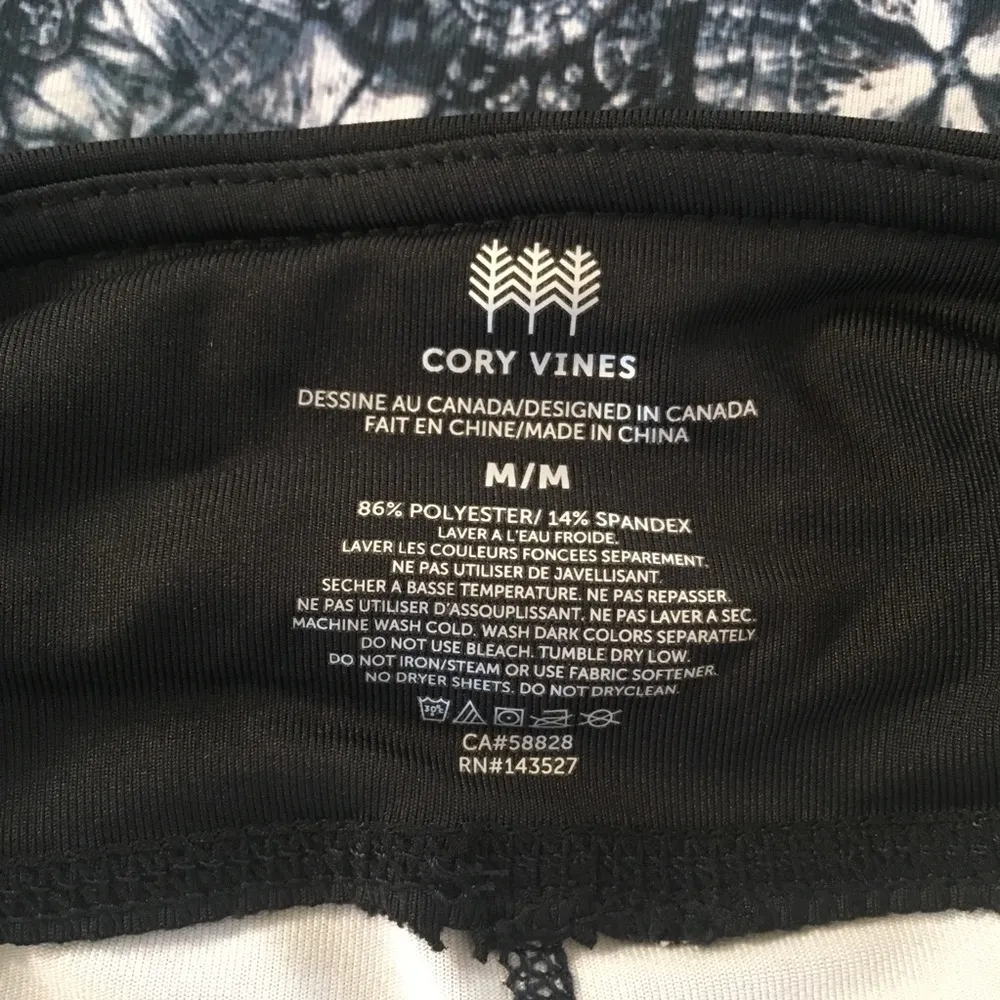 CORY VINES
DESSINE AU CANADA/DESIGNED IN CANADA
FAIT EN CHINE/MADE IN CHINA
M/M
86% POLYESTER/ 14% SPANDEX
LAVER A L'EAU FROIDE.
LAVER LES COULEURS FONCEES SEPAREMENT.
NE PAS UTILISER DE JAVELLISANT.
SECHER A BASSE TEMPERATURE. NE PAS REPASSER.
NE PAS UTILISER D'ASSOUPLISSANT. NE PAS LAVER A SEC.
MACHINE WASH COLD. WASH DARK COLORS SEPARATELY
DO NOT USE BLEACH. TUMBLE DRY LOW.
DO NOT IRON/STEAM OR USE FABRIC SOFTENER.
NO DRYER SHEETS. DO NOT DRYCLEAN.
30°C
CA#58828
RN#143527